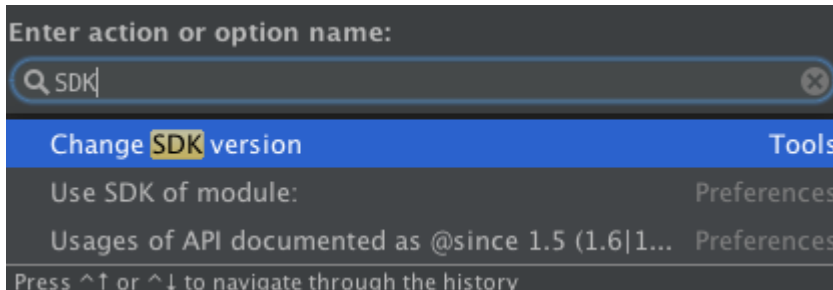 Enter action or option name:
SDK
Change SDK version Tools
Use SDK of module: Preferences
Usages of API documented as @since 1.5 (1.6|1... Preferences
Press ^↑ or ^↓ to navigate through the history